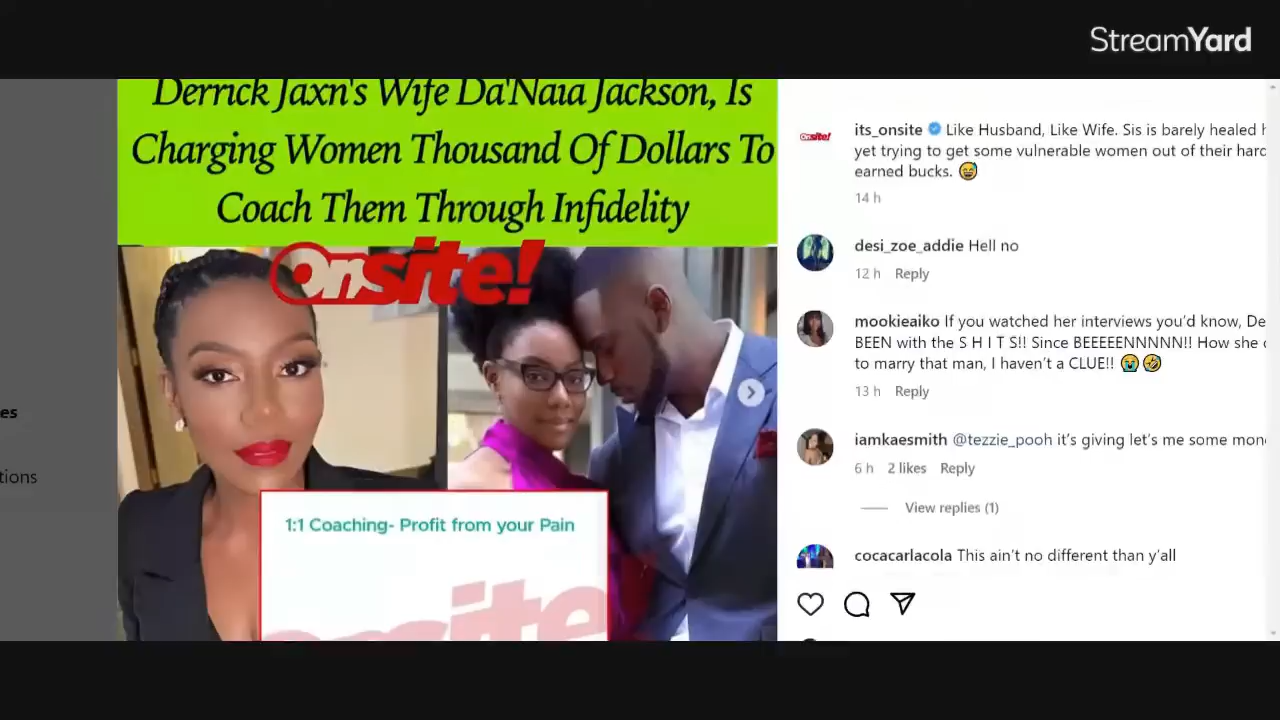 StreamYard
Derrick Jaxn's Wife Da'Naia Jackson, Is
Charging Women Thousand Of Dollars To
Coach Them Through Infidelity
Onsite!
1:1 Coaching- Profit from your Pain
Onsite
es
tions
Onsite!
its_onsite Like Husband, Like Wife. Sis is barely healed
yet trying to get some vulnerable women out of their hard
earned bucks. 😅
14 h
desi_zoe_addie Hell no
12 h Reply
mookieaiko If you watched her interviews you'd know, De
BEEN with the S H I T S!! Since BEEEEENNNNN!! How she
to marry that man, I haven't a CLUE!! 😭🤣
13 h Reply
iamkaesmith @tezzie_pooh it's giving let's me some mon
6 h 2 likes Reply
View replies (1)
cocacarlacola This ain't no different than y'all